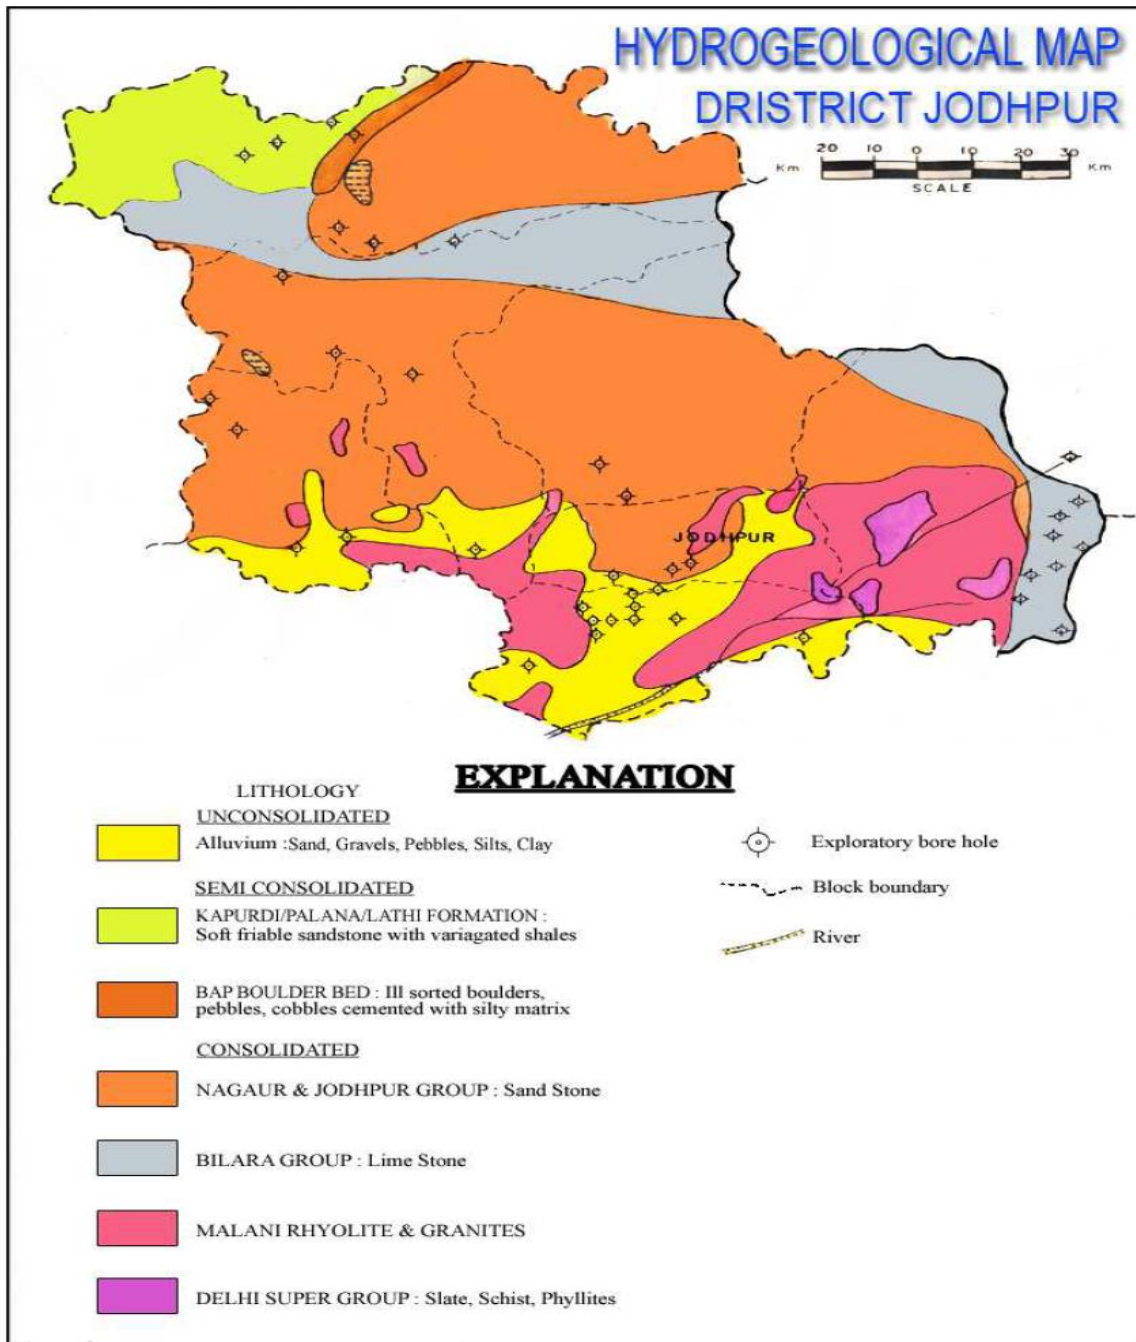 HYDROGEOLOGICAL MAP
DRISTRICT JODHPUR
20 10 0 10 20 30
Km Km
SCALE
JODHPUR
EXPLANATION
LITHOLOGY
UNCONSOLIDATED
Alluvium : Sand, Gravels, Pebbles, Silts, Clay
SEMI CONSOLIDATED
KAPURDI/PALANA/LATHI FORMATION :
Soft friable sandstone with variagated shales
BAP BOULDER BED : Ill sorted boulders,
pebbles, cobbles cemented with silty matrix
CONSOLIDATED
NAGAUR & JODHPUR GROUP : Sand Stone
BILARA GROUP : Lime Stone
MALANI RHYOLITE & GRANITES
DELHI SUPER GROUP : Slate, Schist, Phyllites
Exploratory bore hole
Block boundary
River